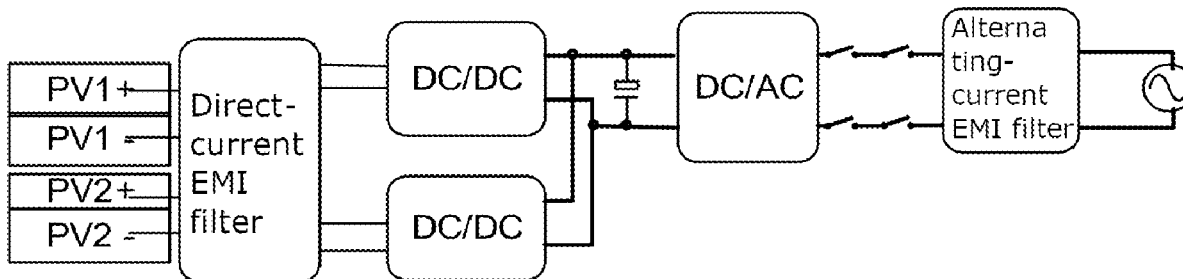 PV1+
PV1 -
PV2+
PV2 -
Direct-
current
EMI
filter
DC/DC
DC/DC
DC/AC
Alterna
ting-
current
EMI filter